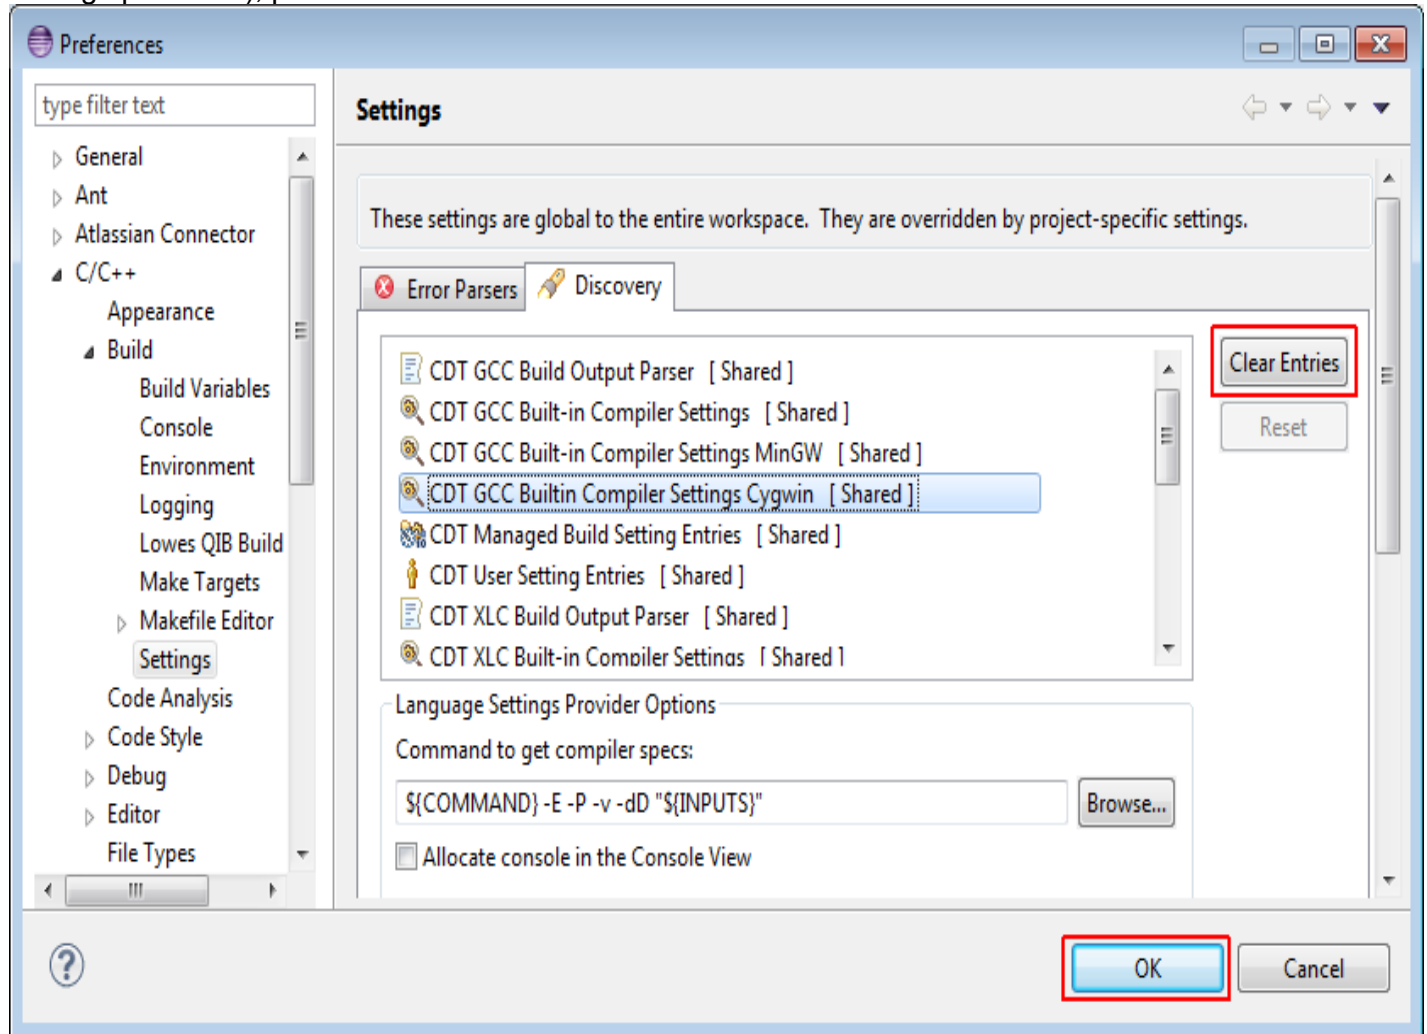 Preferences
type filter text
General
Ant
Atlassian Connector
C/C++
Appearance
Build
Build Variables
Console
Environment
Logging
Lowes QIB Build
Make Targets
Makefile Editor
Settings
Code Analysis
Code Style
Debug
Editor
File Types
Settings
These settings are global to the entire workspace.  They are overridden by project-specific settings.
Error Parsers
Discovery
CDT GCC Build Output Parser   [ Shared ]
CDT GCC Built-in Compiler Settings   [ Shared ]
CDT GCC Built-in Compiler Settings MinGW   [ Shared ]
CDT GCC Builtin Compiler Settings Cygwin   [ Shared ]
CDT Managed Build Setting Entries   [ Shared ]
CDT User Setting Entries   [ Shared ]
CDT XLC Build Output Parser   [ Shared ]
CDT XLC Built-in Compiler Settings   [ Shared ]
Clear Entries
Reset
Language Settings Provider Options
Command to get compiler specs:
${COMMAND} -E -P -v -dD "${INPUTS}"
Browse...
Allocate console in the Console View
OK
Cancel